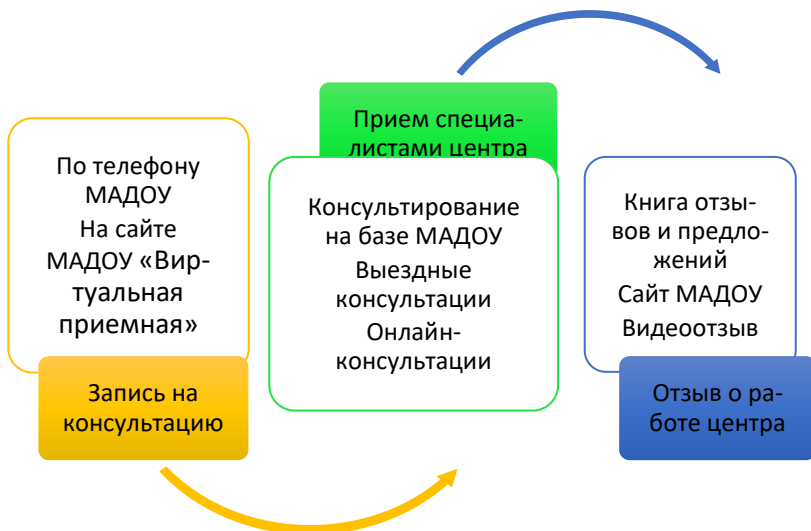 По телефону
МАДОУ
На сайте
МАДОУ «Вир-
туальная
приемная»
Запись на
консультацию
Прием специа-
листами центра
Консультирование
на базе МАДОУ
Выездные
консультации
Онлайн-
консультации
Книга отзы-
вов и предло-
жений
Сайт МАДОУ
Видеоотзыв
Отзыв о ра-
боте центра